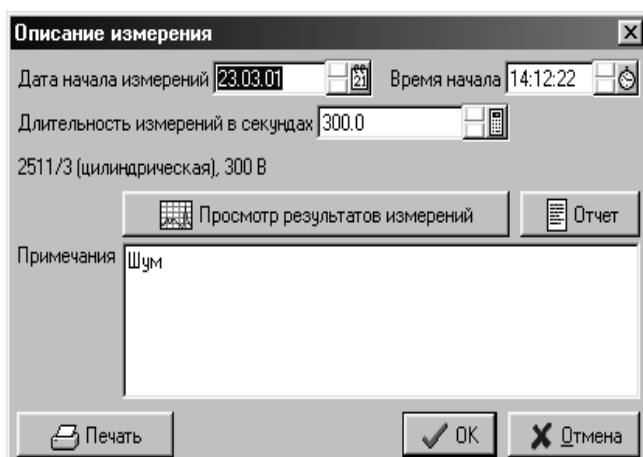 Описание измерения
Дата начала измерений 23.03.01 21 Время начала 14:12:22
Длительность измерений в секундах 300.0
2511/3 (цилиндрическая), 300 В
Просмотр результатов измерений Отчет
Примечания Шум
Печать OK Отмена